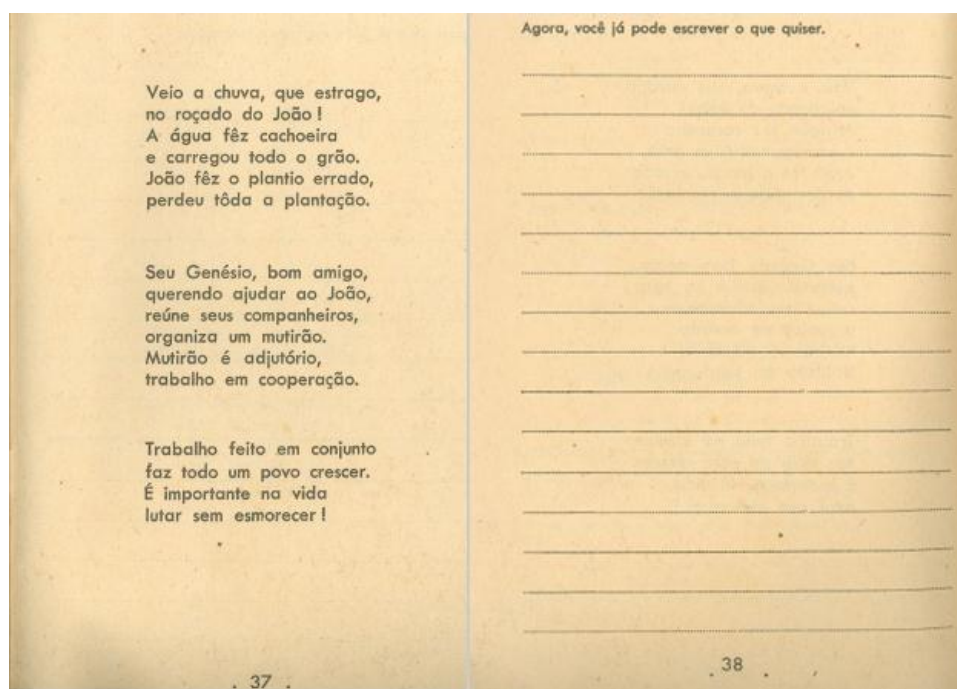 Veio a chuva, que estrago,
no roçado do João !
A água fêz cachoeira
e carregou todo o grão.
João fêz o plantio errado,
perdeu tôda a plantação.
Seu Genésio, bom amigo,
querendo ajudar ao João,
reúne seus companheiros,
organiza um mutirão.
Mutirão é adjutório,
trabalho em cooperação.
Trabalho feito em conjunto
faz todo um povo crescer.
É importante na vida
lutar sem esmorecer !
. 37 .
Agora, você já pode escrever o que quiser.
. 38 .